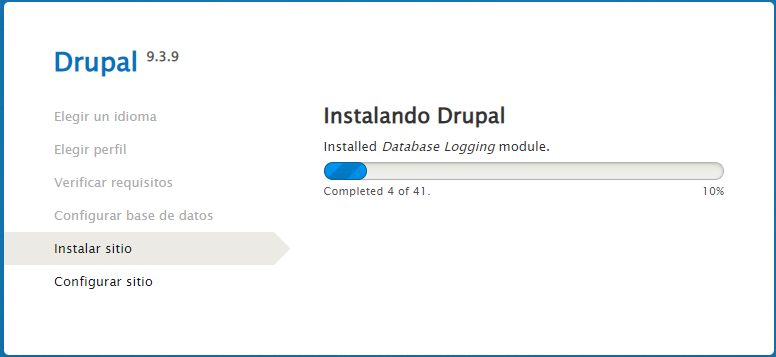 Drupal 9.3.9
Elegir un idioma
Elegir perfil
Verificar requisitos
Configurar base de datos
Instalar sitio
Configurar sitio
Instalando Drupal
Installed Database Logging module.
Completed 4 of 41. 10%